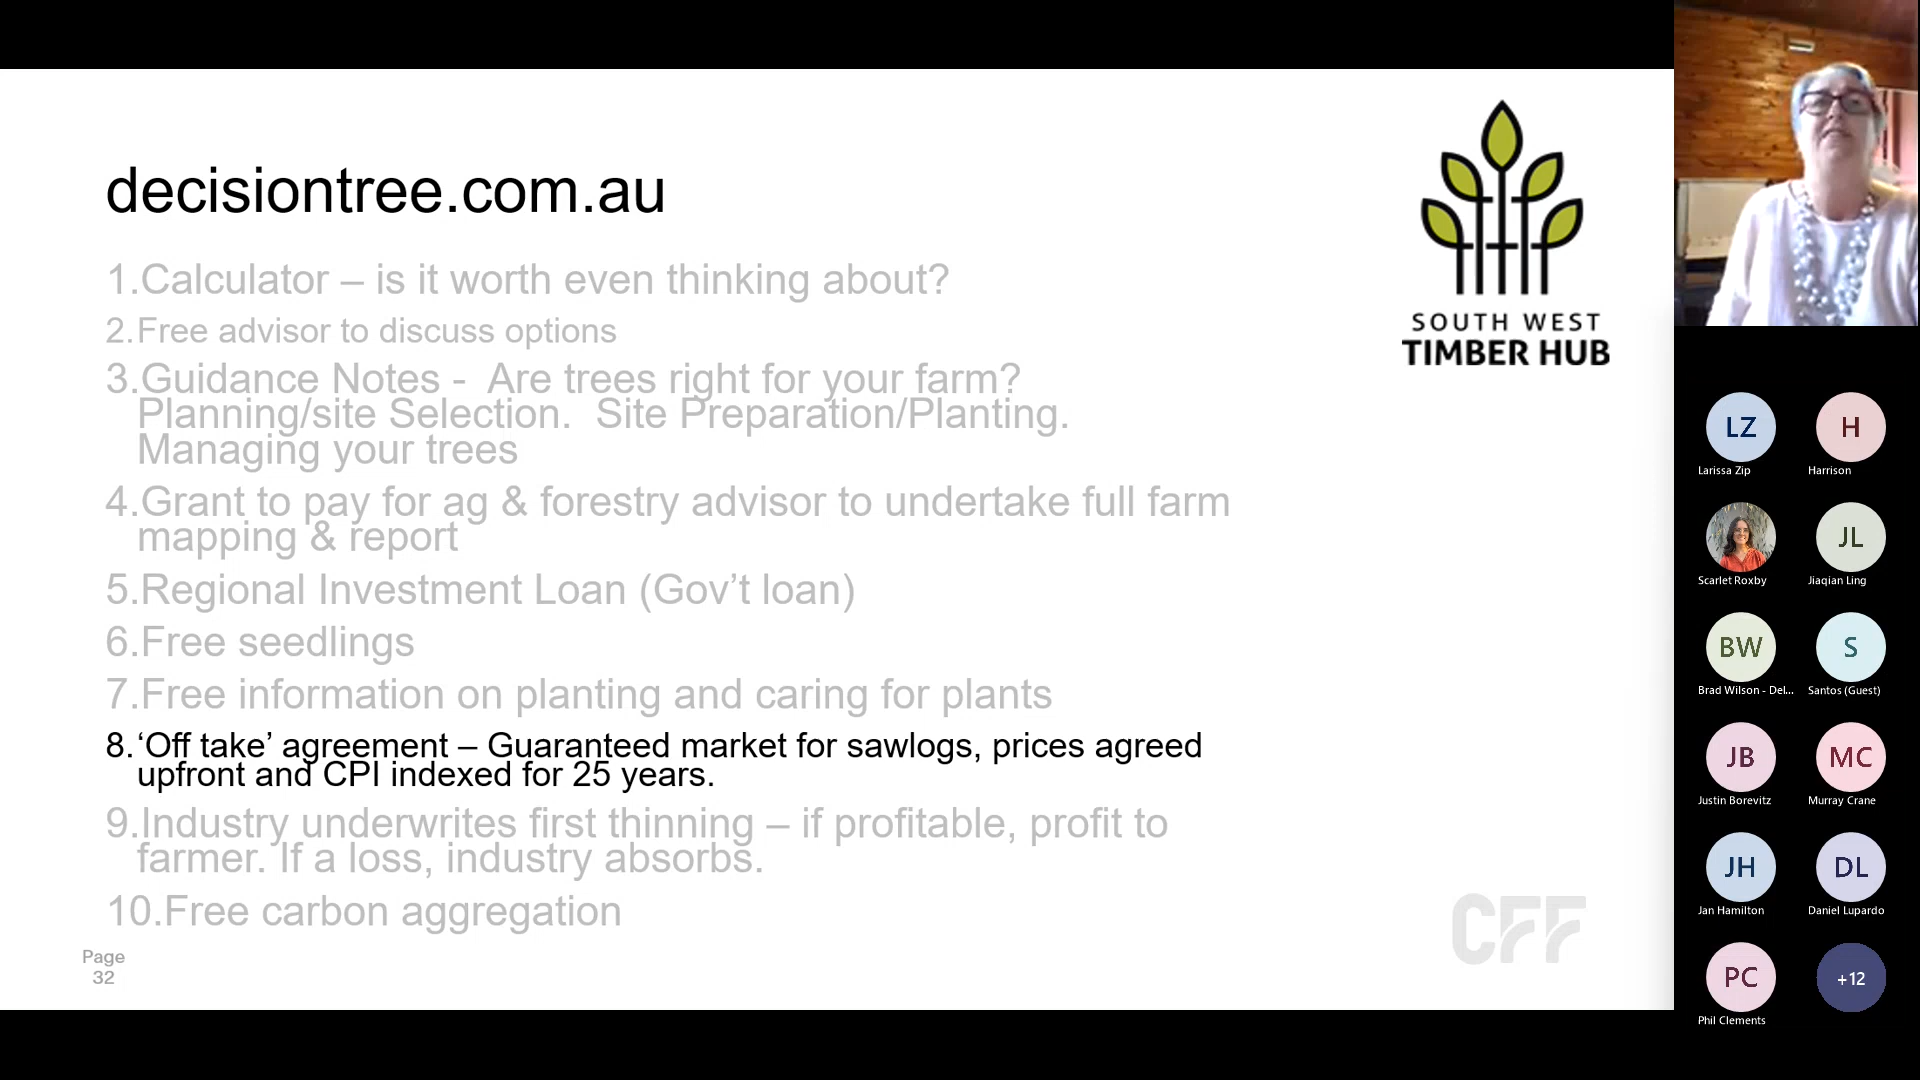 decisiontree.com.au
1.Calculator – is it worth even thinking about?
2.Free advisor to discuss options
3.Guidance Notes -  Are trees right for your farm?
Planning/site Selection.  Site Preparation/Planting.
Managing your trees
4.Grant to pay for ag & forestry advisor to undertake full farm
mapping & report
5.Regional Investment Loan (Gov’t loan)
6.Free seedlings
7.Free information on planting and caring for plants
8.‘Off take’ agreement – Guaranteed market for sawlogs, prices agreed
upfront and CPI indexed for 25 years.
9.Industry underwrites first thinning – if profitable, profit to
farmer. If a loss, industry absorbs.
10.Free carbon aggregation
Page
32
SOUTH WEST
TIMBER HUB
CFF
LZ
Larissa Zip
H
Harrison
Scarlet Roxby
JL
Jiaqian Ling
BW
Brad Wilson - Del...
S
Santos (Guest)
JB
Justin Borevitz
MC
Murray Crane
JH
Jan Hamilton
DL
Daniel Lupardo
PC
Phil Clements
+12